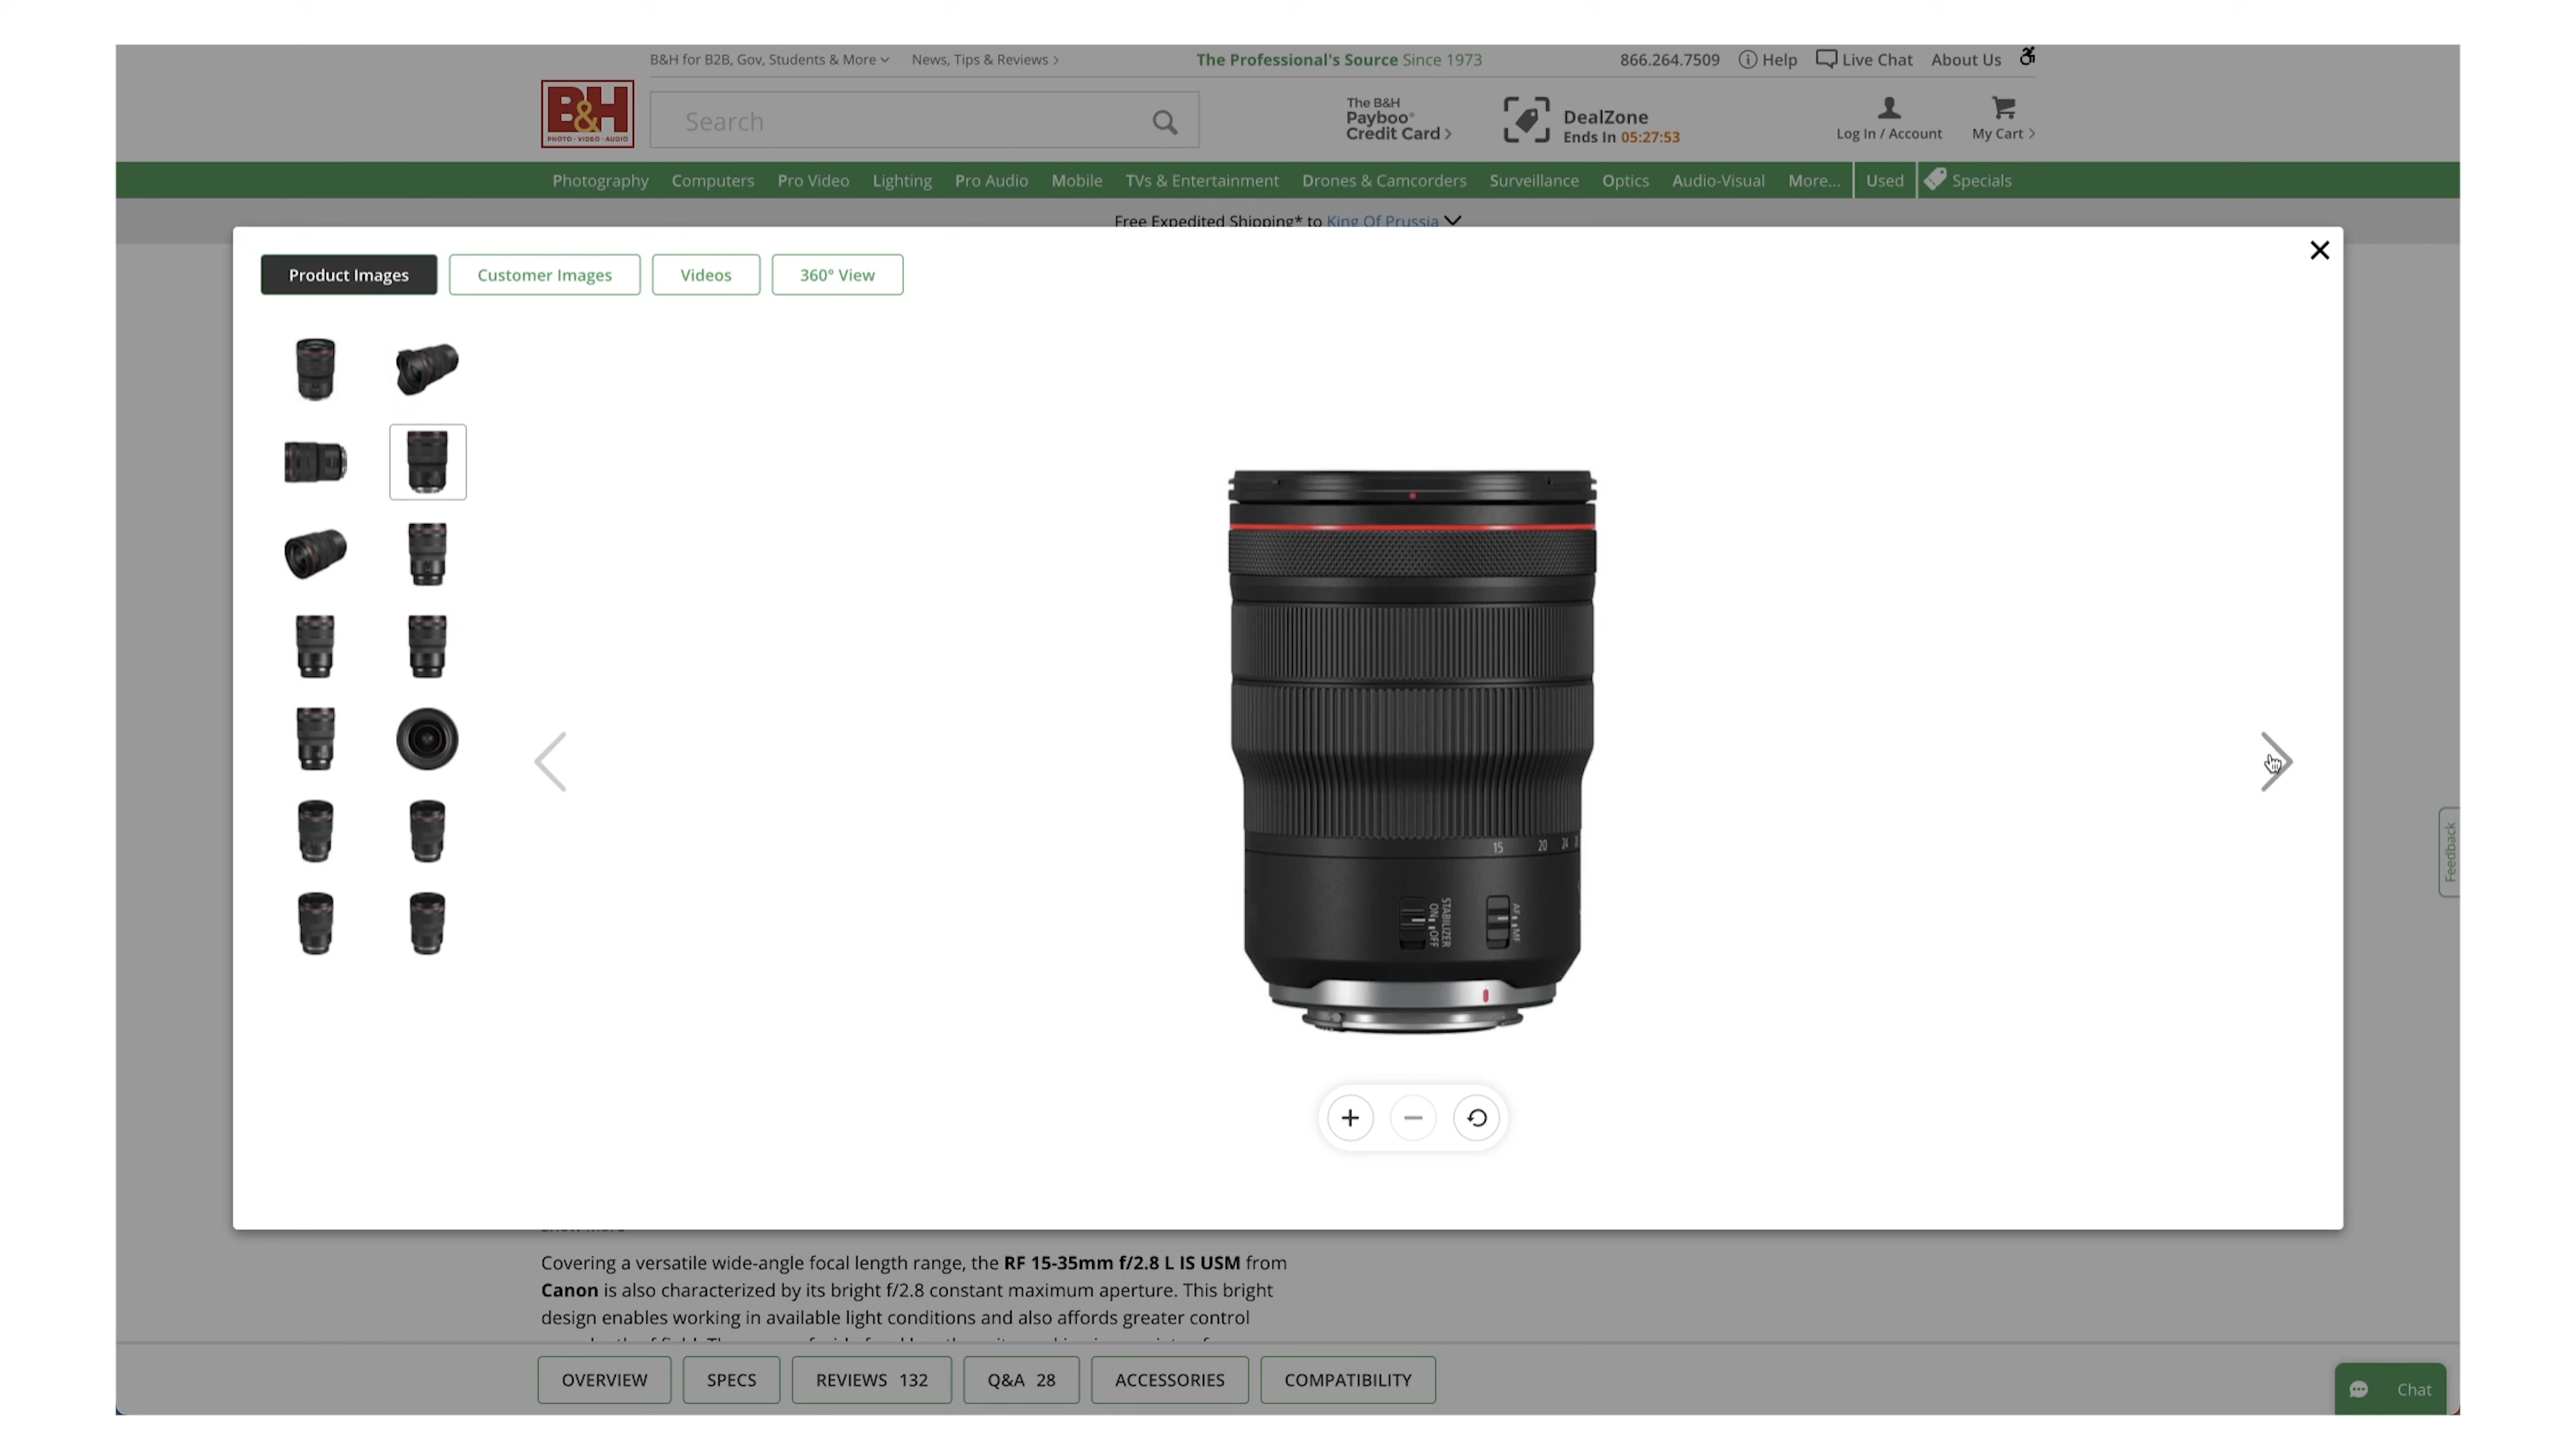 B&H for B2B, Gov, Students & More
News, Tips & Reviews
The Professional's Source Since 1973
866.264.7509
Help
Live Chat
About Us
B&H
PHOTO · VIDEO · AUDIO
Search
The B&H
Payboo®
Credit Card
DealZone
Ends In 05:27:53
Log In / Account
My Cart
Photography
Computers
Pro Video
Lighting
Pro Audio
Mobile
TVs & Entertainment
Drones & Camcorders
Surveillance
Optics
Audio-Visual
More...
Used
Specials
Free Expedited Shipping* to King Of Prussia
Product Images
Customer Images
Videos
360° View
15 20 24
STABILIZER
ON OFF
AF MF
Feedback
Covering a versatile wide-angle focal length range, the RF 15-35mm f/2.8 L IS USM from
Canon is also characterized by its bright f/2.8 constant maximum aperture. This bright
design enables working in available light conditions and also affords greater control
OVERVIEW
SPECS
REVIEWS 132
Q&A 28
ACCESSORIES
COMPATIBILITY
Chat